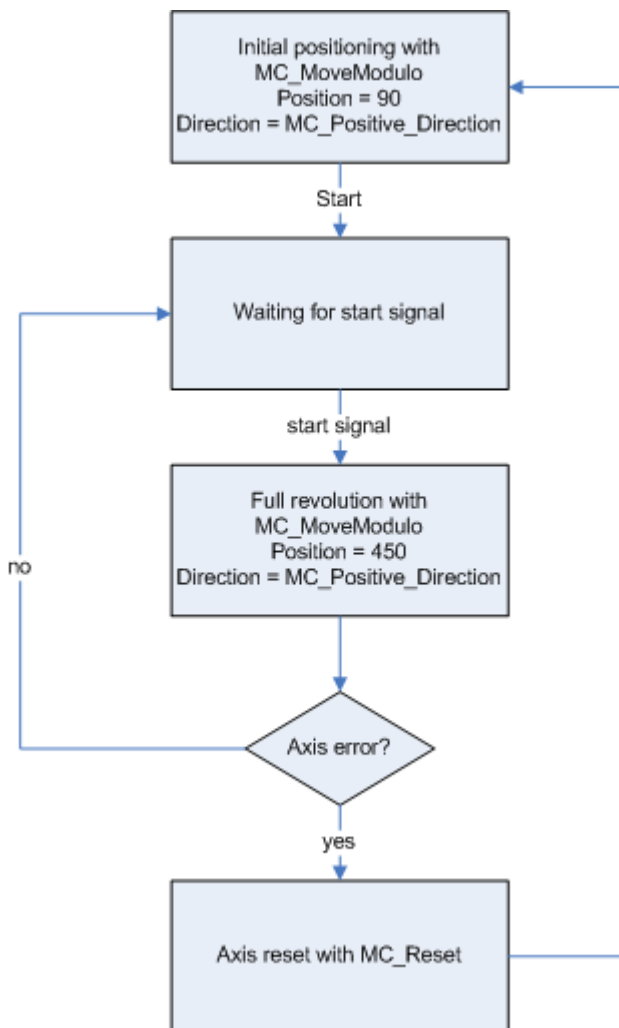 Initial positioning with
MC_MoveModulo
Position = 90
Direction = MC_Positive_Direction
Start
Waiting for start signal
start signal
Full revolution with
MC_MoveModulo
Position = 450
Direction = MC_Positive_Direction
no
Axis error?
yes
Axis reset with MC_Reset